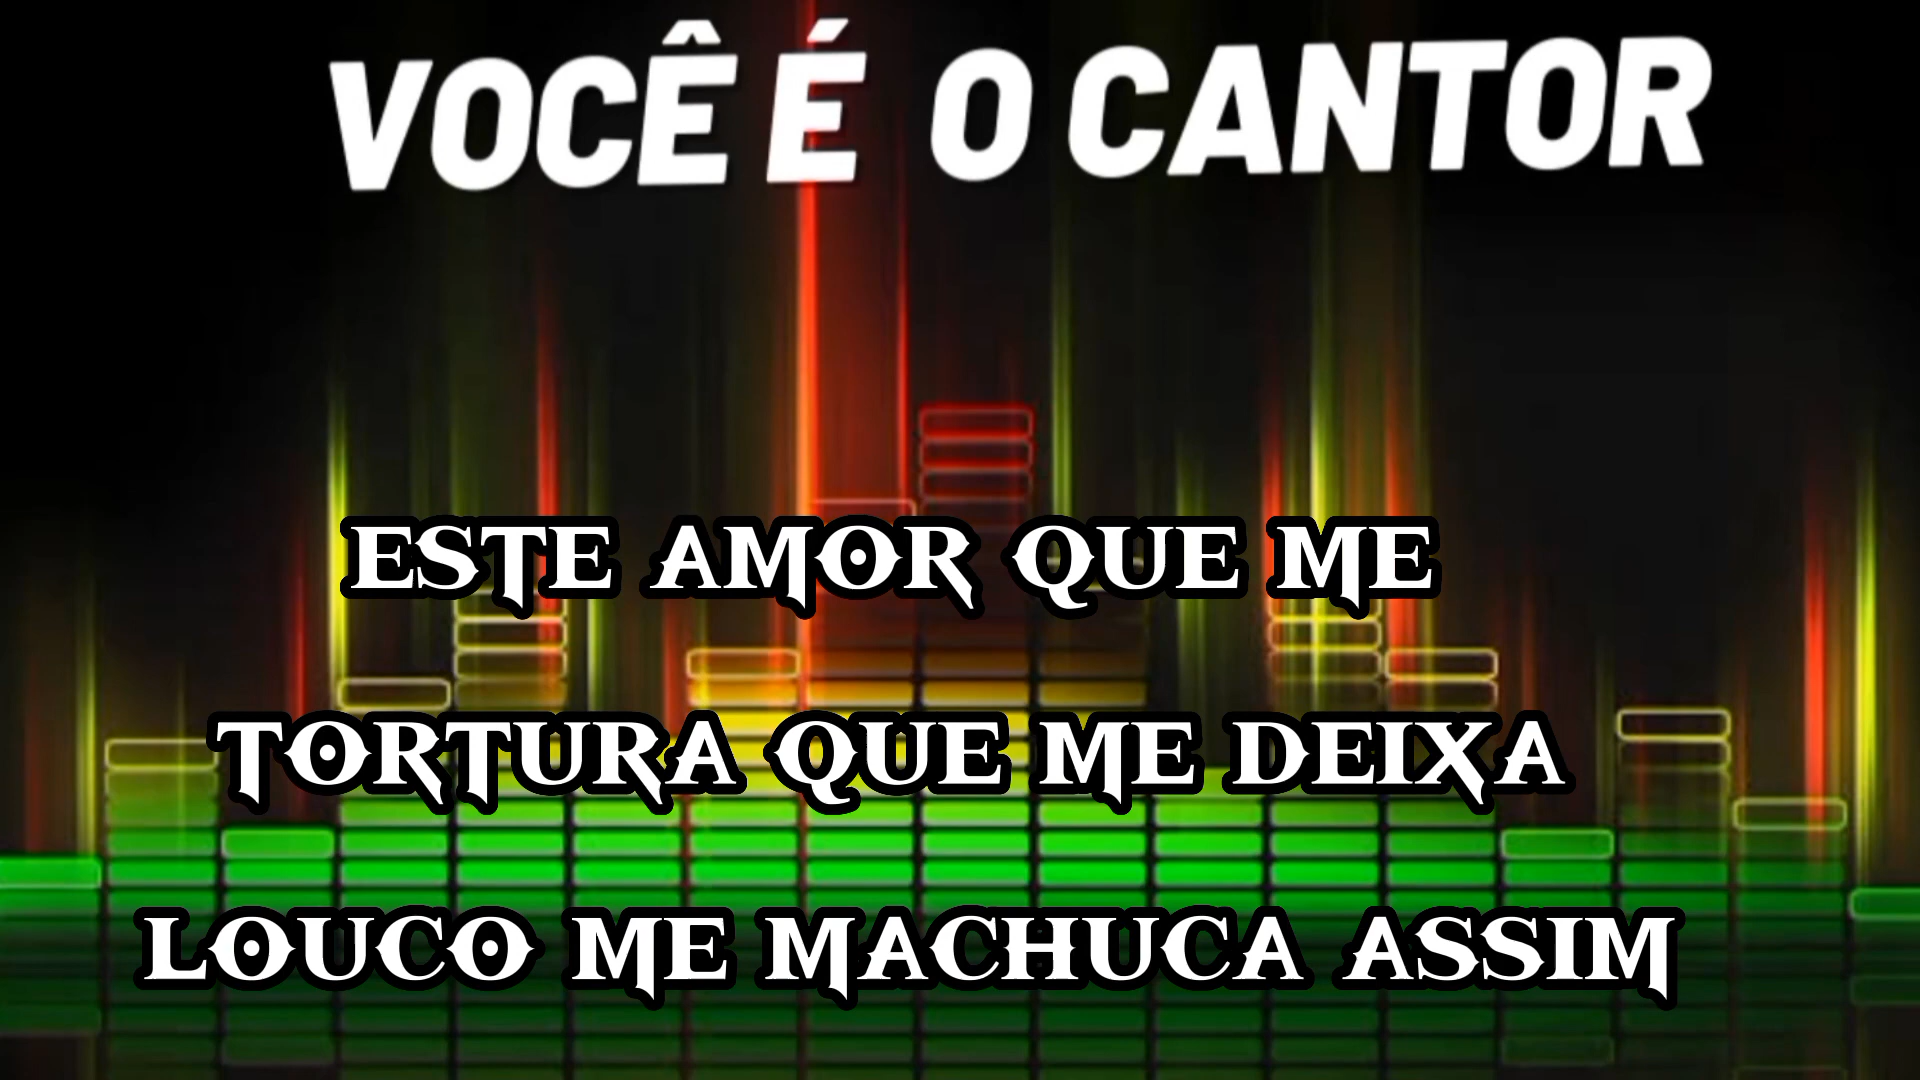 VOCÊ É O CANTOR
ESTE AMOR QUE ME
TORTURA QUE ME DEIXA
LOUCO ME MACHUCA ASSIM